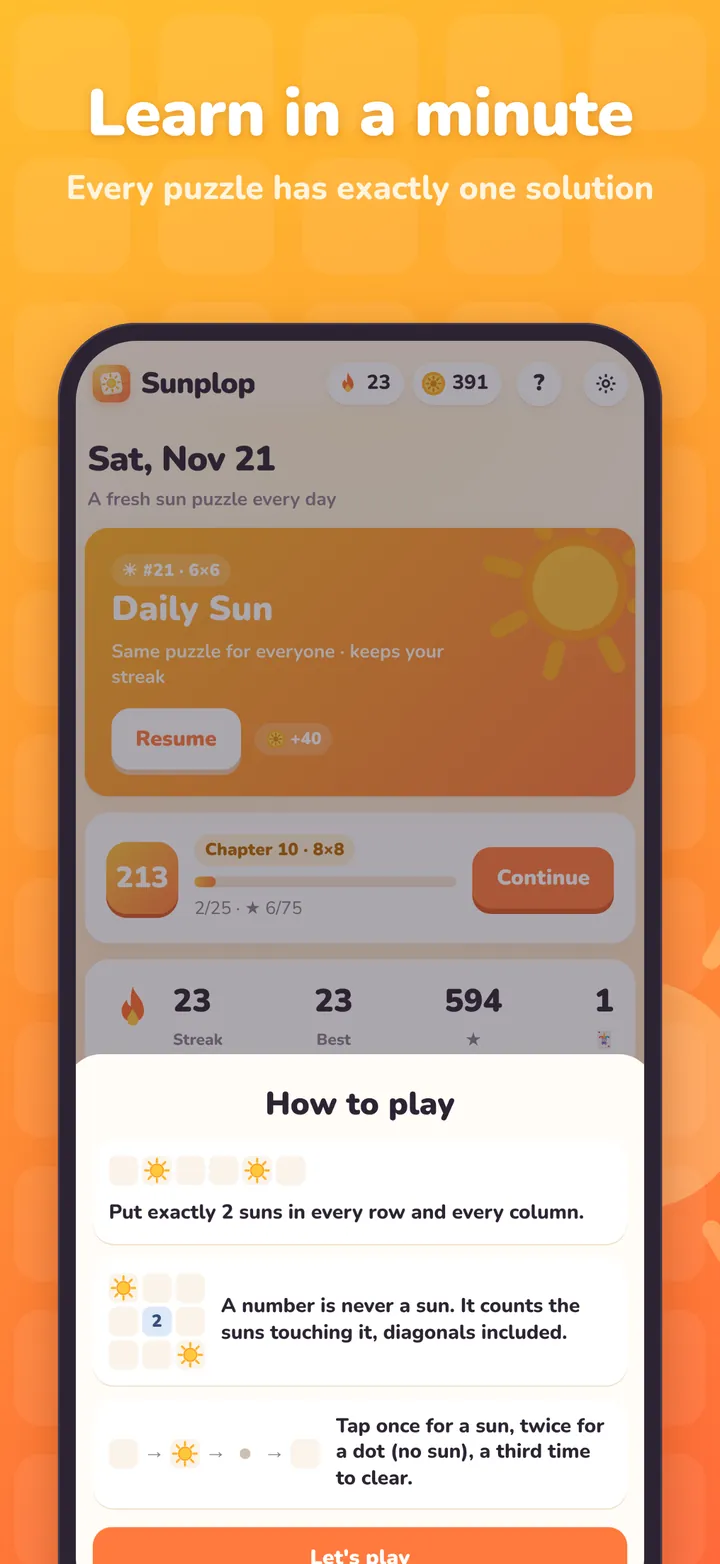 Learn in a minute
Every puzzle has exactly one solution
Sunplop
23
391
?
Sat, Nov 21
A fresh sun puzzle every day
☀ #21 · 6×6
Daily Sun
Same puzzle for everyone · keeps your
streak
Resume
+40
213
Chapter 10 · 8×8
2/25 · ★ 6/75
Continue
23
23
594
1
Streak
Best
★
How to play
Put exactly 2 suns in every row and every column.
2
A number is never a sun. It counts the
suns touching it, diagonals included.
→ → →
Tap once for a sun, twice for
a dot (no sun), a third time
to clear.
Let's play